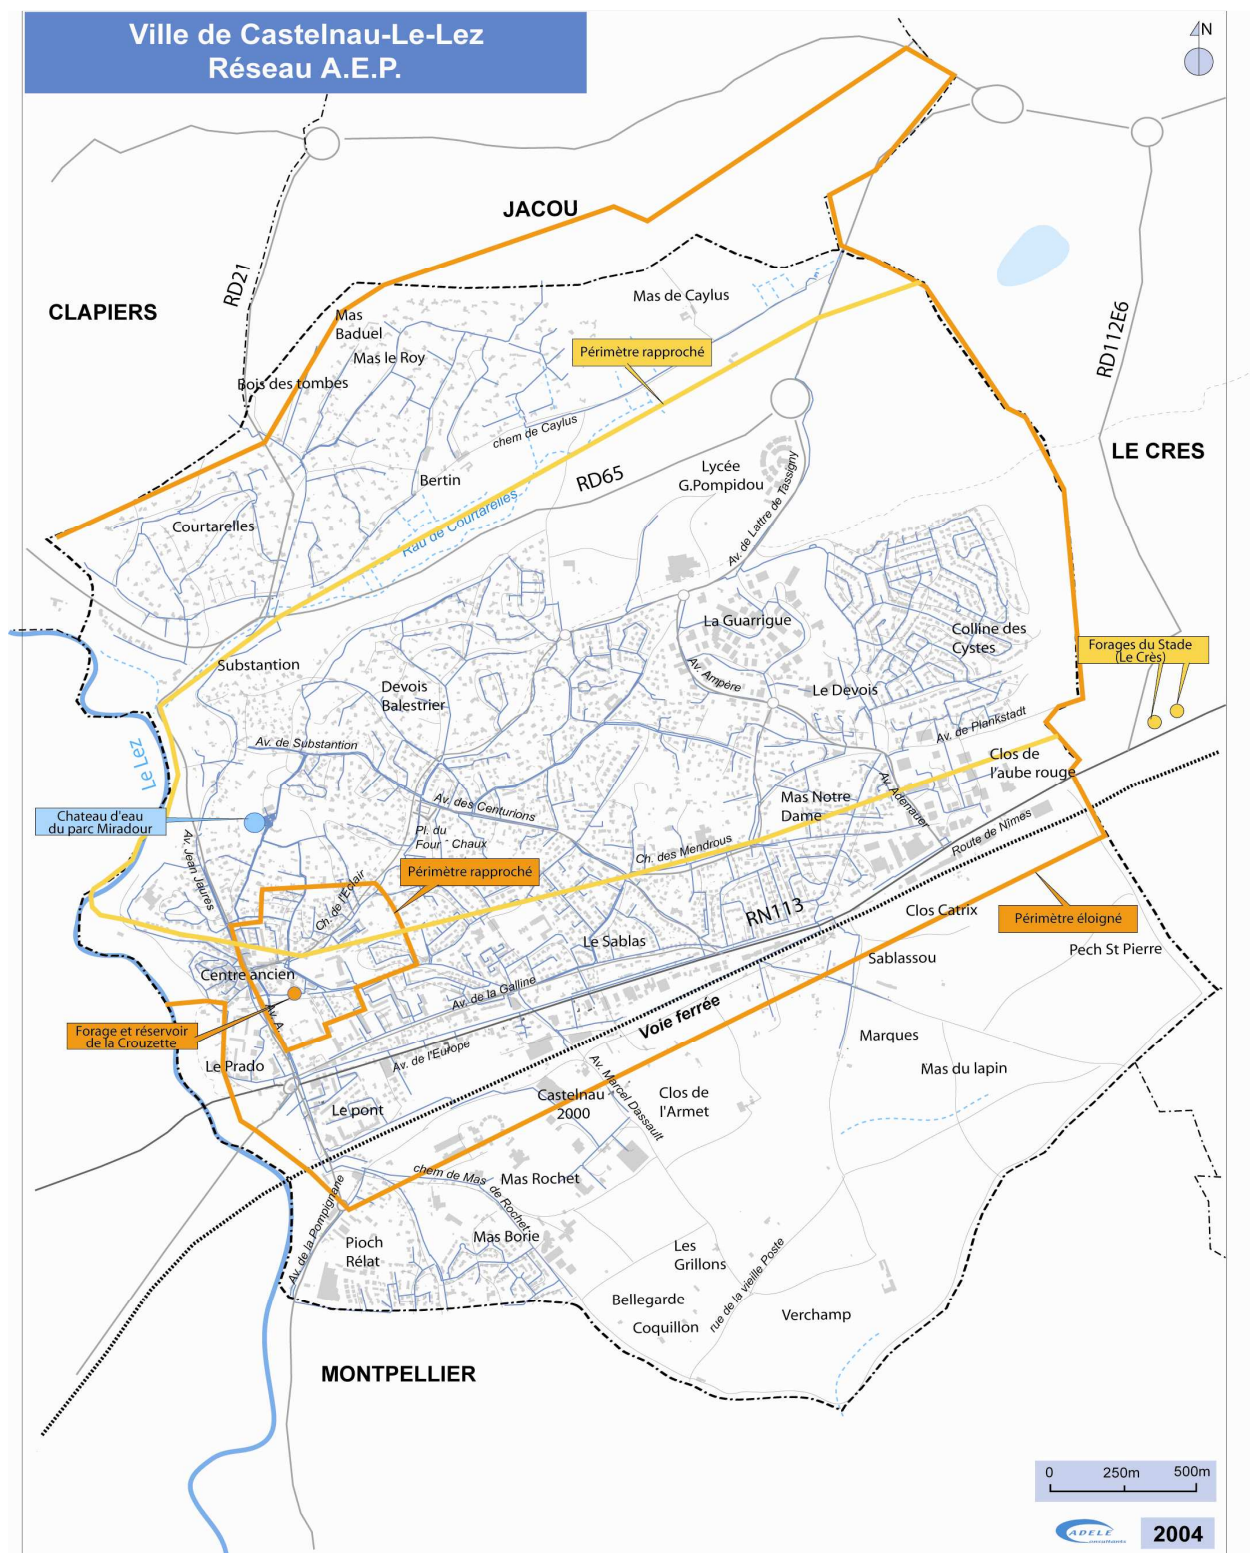 Ville de Castelnau-Le-Lez
Réseau A.E.P.
N
JACOU
RD21
CLAPIERS
Mas de Caylus
Mas
Baduel
Mas le Roy
Périmètre rapproché
RD112E6
Bois des tombes
chem de Caylus
LE CRES
Lycée
G.Pompidou
RD65
Bertin
Av. de Lattre de Tassigny
Courtarelles
Rau de Courtarelles
La Guarrigue
Colline des
Cystes
Forages du Stade
(Le Crès)
Substantion
Av. Ampère
Devois
Balestrier
Le Devois
Av. de Plankstadt
Le Lez
Av. de Substantion
Clos de
l'aube rouge
Av. Adenauer
Mas Notre
Dame
Av. des Centurions
Chateau d'eau
du parc Miradour
Pl. du
Four - Chaux
Route de Nîmes
Ch. des Mendrous
Av. Jean Jaurès
Périmètre rapproché
Ch. de l'Eclair
RN113
Clos Catrix
Périmètre éloigné
Le Sablas
Pech St Pierre
Sablassou
Centre ancien
Av. de la Galline
Av. A.
Voie ferrée
Forage et réservoir
de la Crouzette
Marques
Av. de l'Europe
Le Prado
Mas du lapin
Av. Marcel Dassault
Castelnau
2000
Clos de
l'Armet
Le pont
chem de Mas de Rochet
Mas Rochet
Av. de la Pompignane
Pioch
Rélat
Mas Borie
Les
Grillons
rue de la vieille Poste
Bellegarde
Coquillon
Verchamp
MONTPELLIER
0 250m 500m
ADELE
consultants
2004